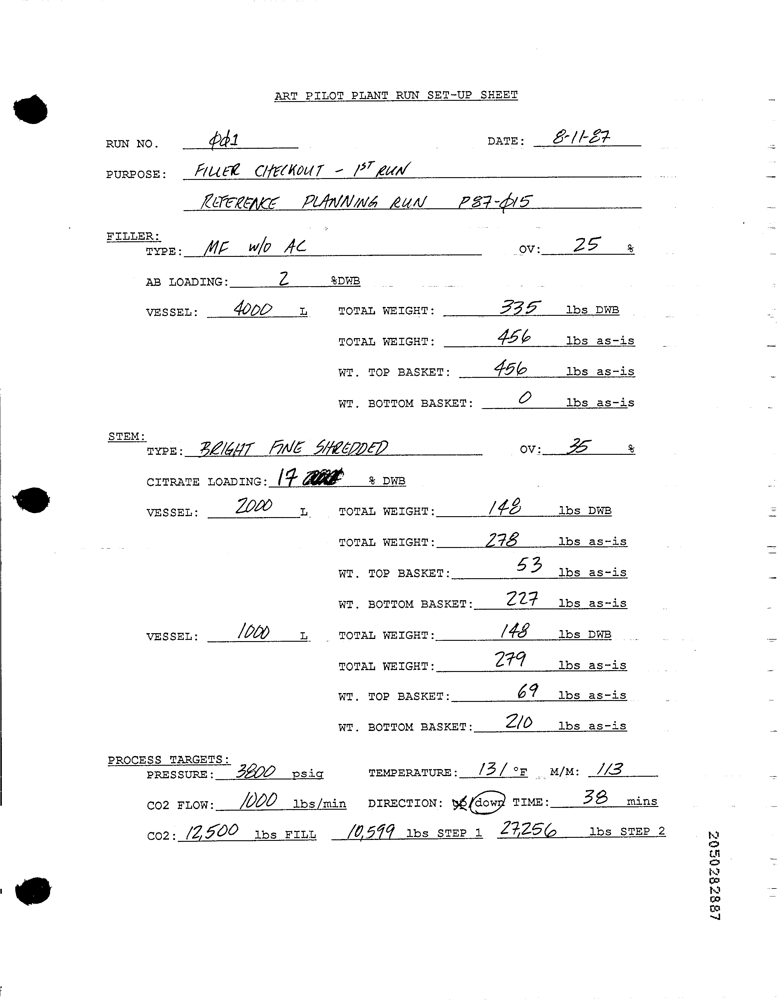 ART PILOT PLANT RUN SET-UP SHEET
RUN NO. ØØ1 DATE: 8-11-87
PURPOSE: FILLER CHECKOUT - 1ST RUN
REFERENCE PLANNING RUN P87-Ø15
FILLER:
TYPE: MF w/o AC OV: 25 %
AB LOADING: 2 %DWB
VESSEL: 4000 L TOTAL WEIGHT: 335 lbs DWB
TOTAL WEIGHT: 456 lbs as-is
WT. TOP BASKET: 456 lbs as-is
WT. BOTTOM BASKET: 0 lbs as-is
STEM:
TYPE: BRIGHT FINE SHREDDED OV: 35 %
CITRATE LOADING: 17 % DWB
VESSEL: 2000 L TOTAL WEIGHT: 148 lbs DWB
TOTAL WEIGHT: 278 lbs as-is
WT. TOP BASKET: 53 lbs as-is
WT. BOTTOM BASKET: 227 lbs as-is
VESSEL: 1000 L TOTAL WEIGHT: 148 lbs DWB
TOTAL WEIGHT: 279 lbs as-is
WT. TOP BASKET: 69 lbs as-is
WT. BOTTOM BASKET: 210 lbs as-is
PROCESS TARGETS:
PRESSURE: 3800 psig TEMPERATURE: 131 °F M/M: 113
CO2 FLOW: 1000 lbs/min DIRECTION: up/down TIME: 38 mins
CO2: 12,500 lbs FILL 10,599 lbs STEP 1 27,256 lbs STEP 2
2050282887